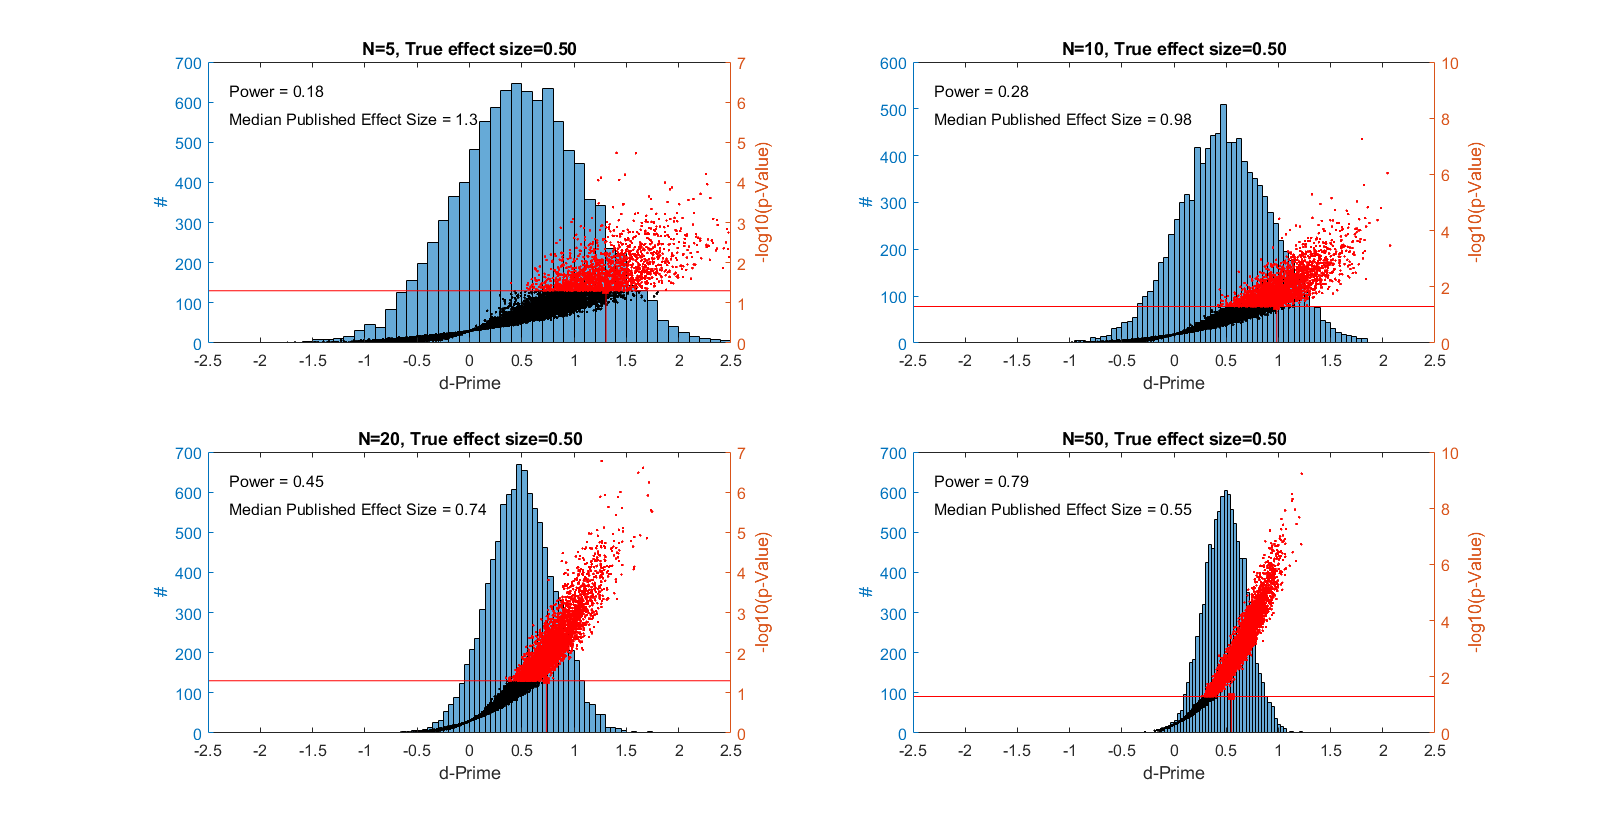 N=5, True effect size=0.50
Power = 0.18
Median Published Effect Size = 1.3
700
600
500
400
300
200
100
0
#
7
6
5
4
3
2
1
0
-log10(p-Value)
-2.5 -2 -1.5 -1 -0.5 0 0.5 1 1.5 2 2.5
d-Prime
N=10, True effect size=0.50
Power = 0.28
Median Published Effect Size = 0.98
600
500
400
300
200
100
0
#
10
8
6
4
2
0
-log10(p-Value)
-2.5 -2 -1.5 -1 -0.5 0 0.5 1 1.5 2 2.5
d-Prime
N=20, True effect size=0.50
Power = 0.45
Median Published Effect Size = 0.74
700
600
500
400
300
200
100
0
#
7
6
5
4
3
2
1
0
-log10(p-Value)
-2.5 -2 -1.5 -1 -0.5 0 0.5 1 1.5 2 2.5
d-Prime
N=50, True effect size=0.50
Power = 0.79
Median Published Effect Size = 0.55
700
600
500
400
300
200
100
0
#
10
8
6
4
2
0
-log10(p-Value)
-2.5 -2 -1.5 -1 -0.5 0 0.5 1 1.5 2 2.5
d-Prime